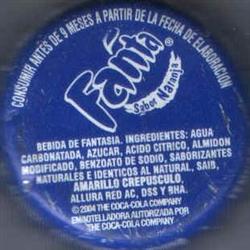 CONSUMIR ANTES DE 9 MESES A PARTIR DE LA FECHA DE ELABORACION
Fanta®
Sabor Naranja
BEBIDA DE FANTASIA. INGREDIENTES: AGUA
CARBONATADA, AZUCAR, ACIDO CITRICO, ALMIDON
MODIFICADO, BENZOATO DE SODIO, SABORIZANTES
NATURALES E IDENTICOS AL NATURAL, SAIB,
AMARILLO CREPUSCULO
ALLURA RED AC, DSS Y BHA.
© 2004 THE COCA-COLA COMPANY
EMBOTELLADORA AUTORIZADA POR
THE COCA-COLA COMPANY